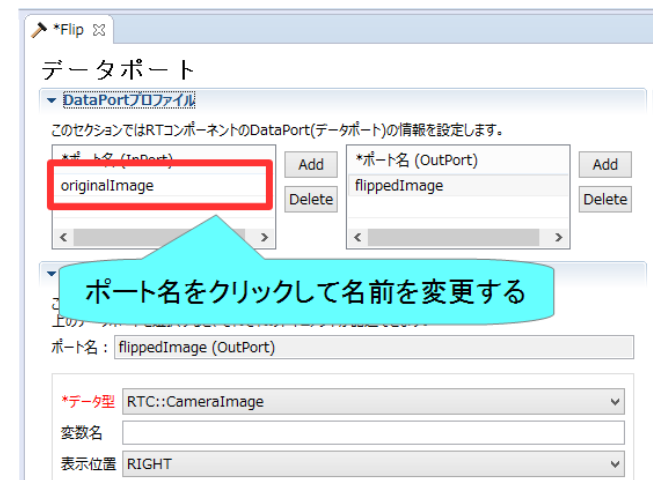 *Flip
データポート
DataPortプロファイル
このセクションではRTコンポーネントのDataPort(データポート)の情報を設定します。
*ポート名 (InPort)
originalImage
Add
Delete
*ポート名 (OutPort)
flippedImage
Add
Delete
ポート名をクリックして名前を変更する
ポート名： flippedImage (OutPort)
*データ型 RTC::CameraImage
変数名
表示位置 RIGHT